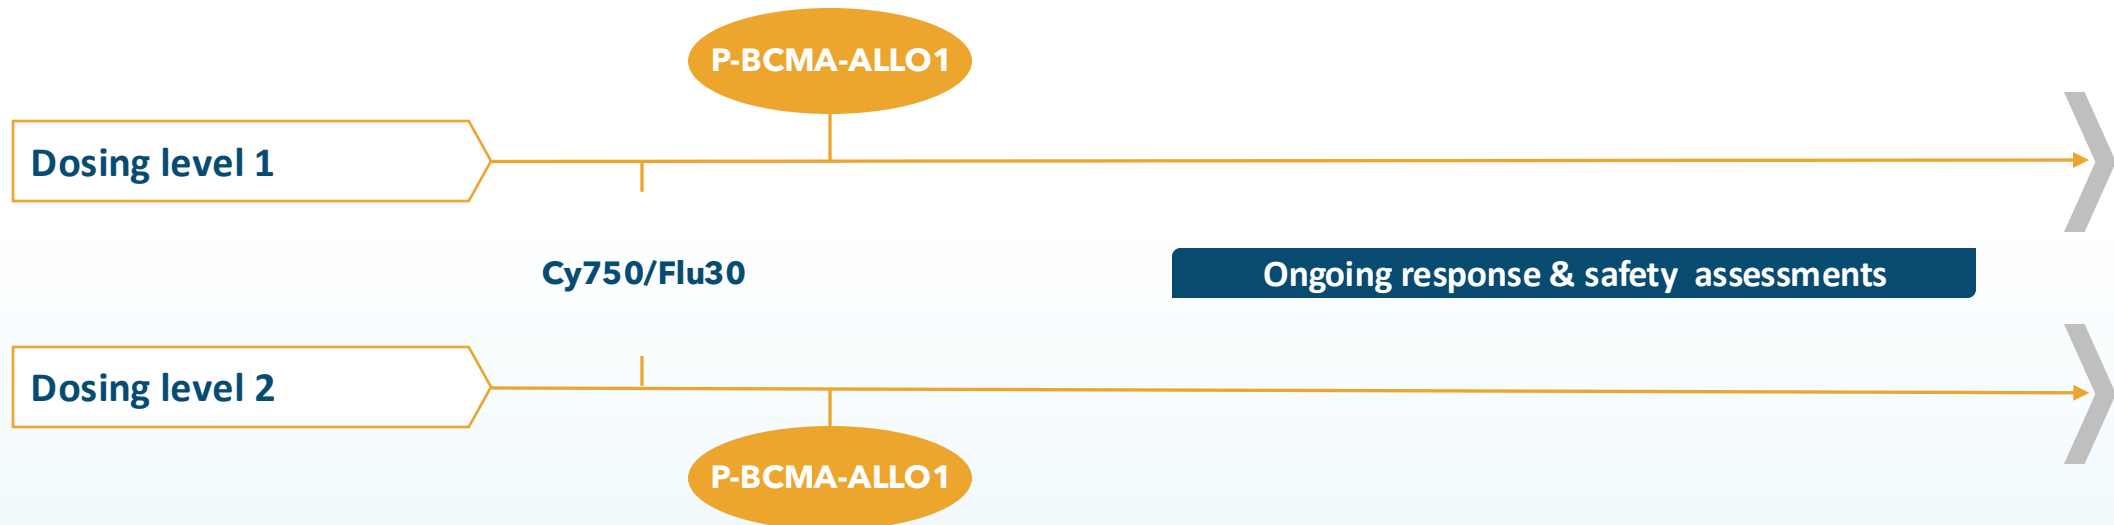 P-BCMA-ALLO1
Dosing level 1
Cy750/Flu30
Ongoing response & safety assessments
Dosing level 2
P-BCMA-ALLO1